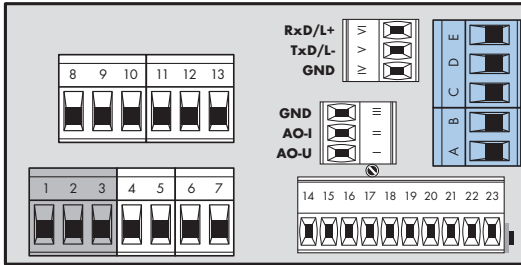 RxD/L+ VI
TxD/L- V
GND IV
E
D
C
B
A
8 9 10 11 12 13
GND III
AO-I II
AO-U I
1 2 3 4 5 6 7
14 15 16 17 18 19 20 21 22 23